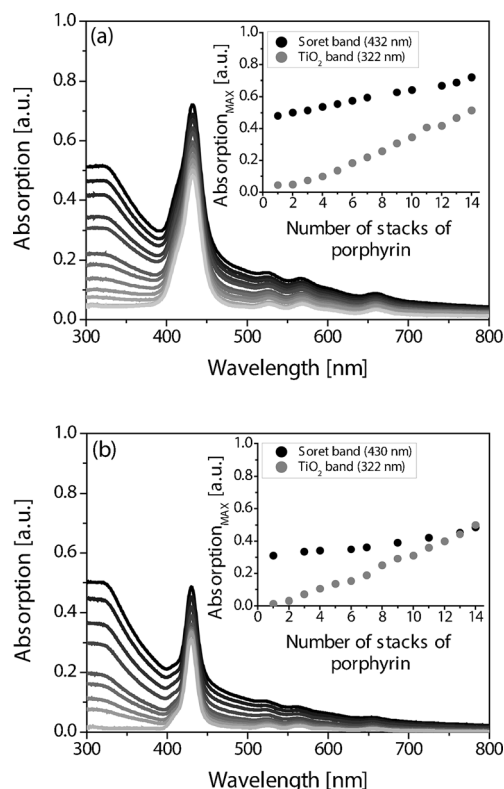 (a)
Absorption [a.u.]
1.0
0.8
0.6
0.4
0.2
0.0
300 400 500 600 700 800
Wavelength [nm]
Soret band (432 nm)
TiO₂ band (322 nm)
Absorption_MAX [a.u.]
1.0
0.8
0.6
0.4
0.2
0.0
0 2 4 6 8 10 12 14
Number of stacks of
porphyrin
(b)
Absorption [a.u.]
1.0
0.8
0.6
0.4
0.2
0.0
300 400 500 600 700 800
Wavelength [nm]
Soret band (430 nm)
TiO₂ band (322 nm)
Absorption_MAX [a.u.]
1.0
0.8
0.6
0.4
0.2
0.0
0 2 4 6 8 10 12 14
Number of stacks of
porphyrin